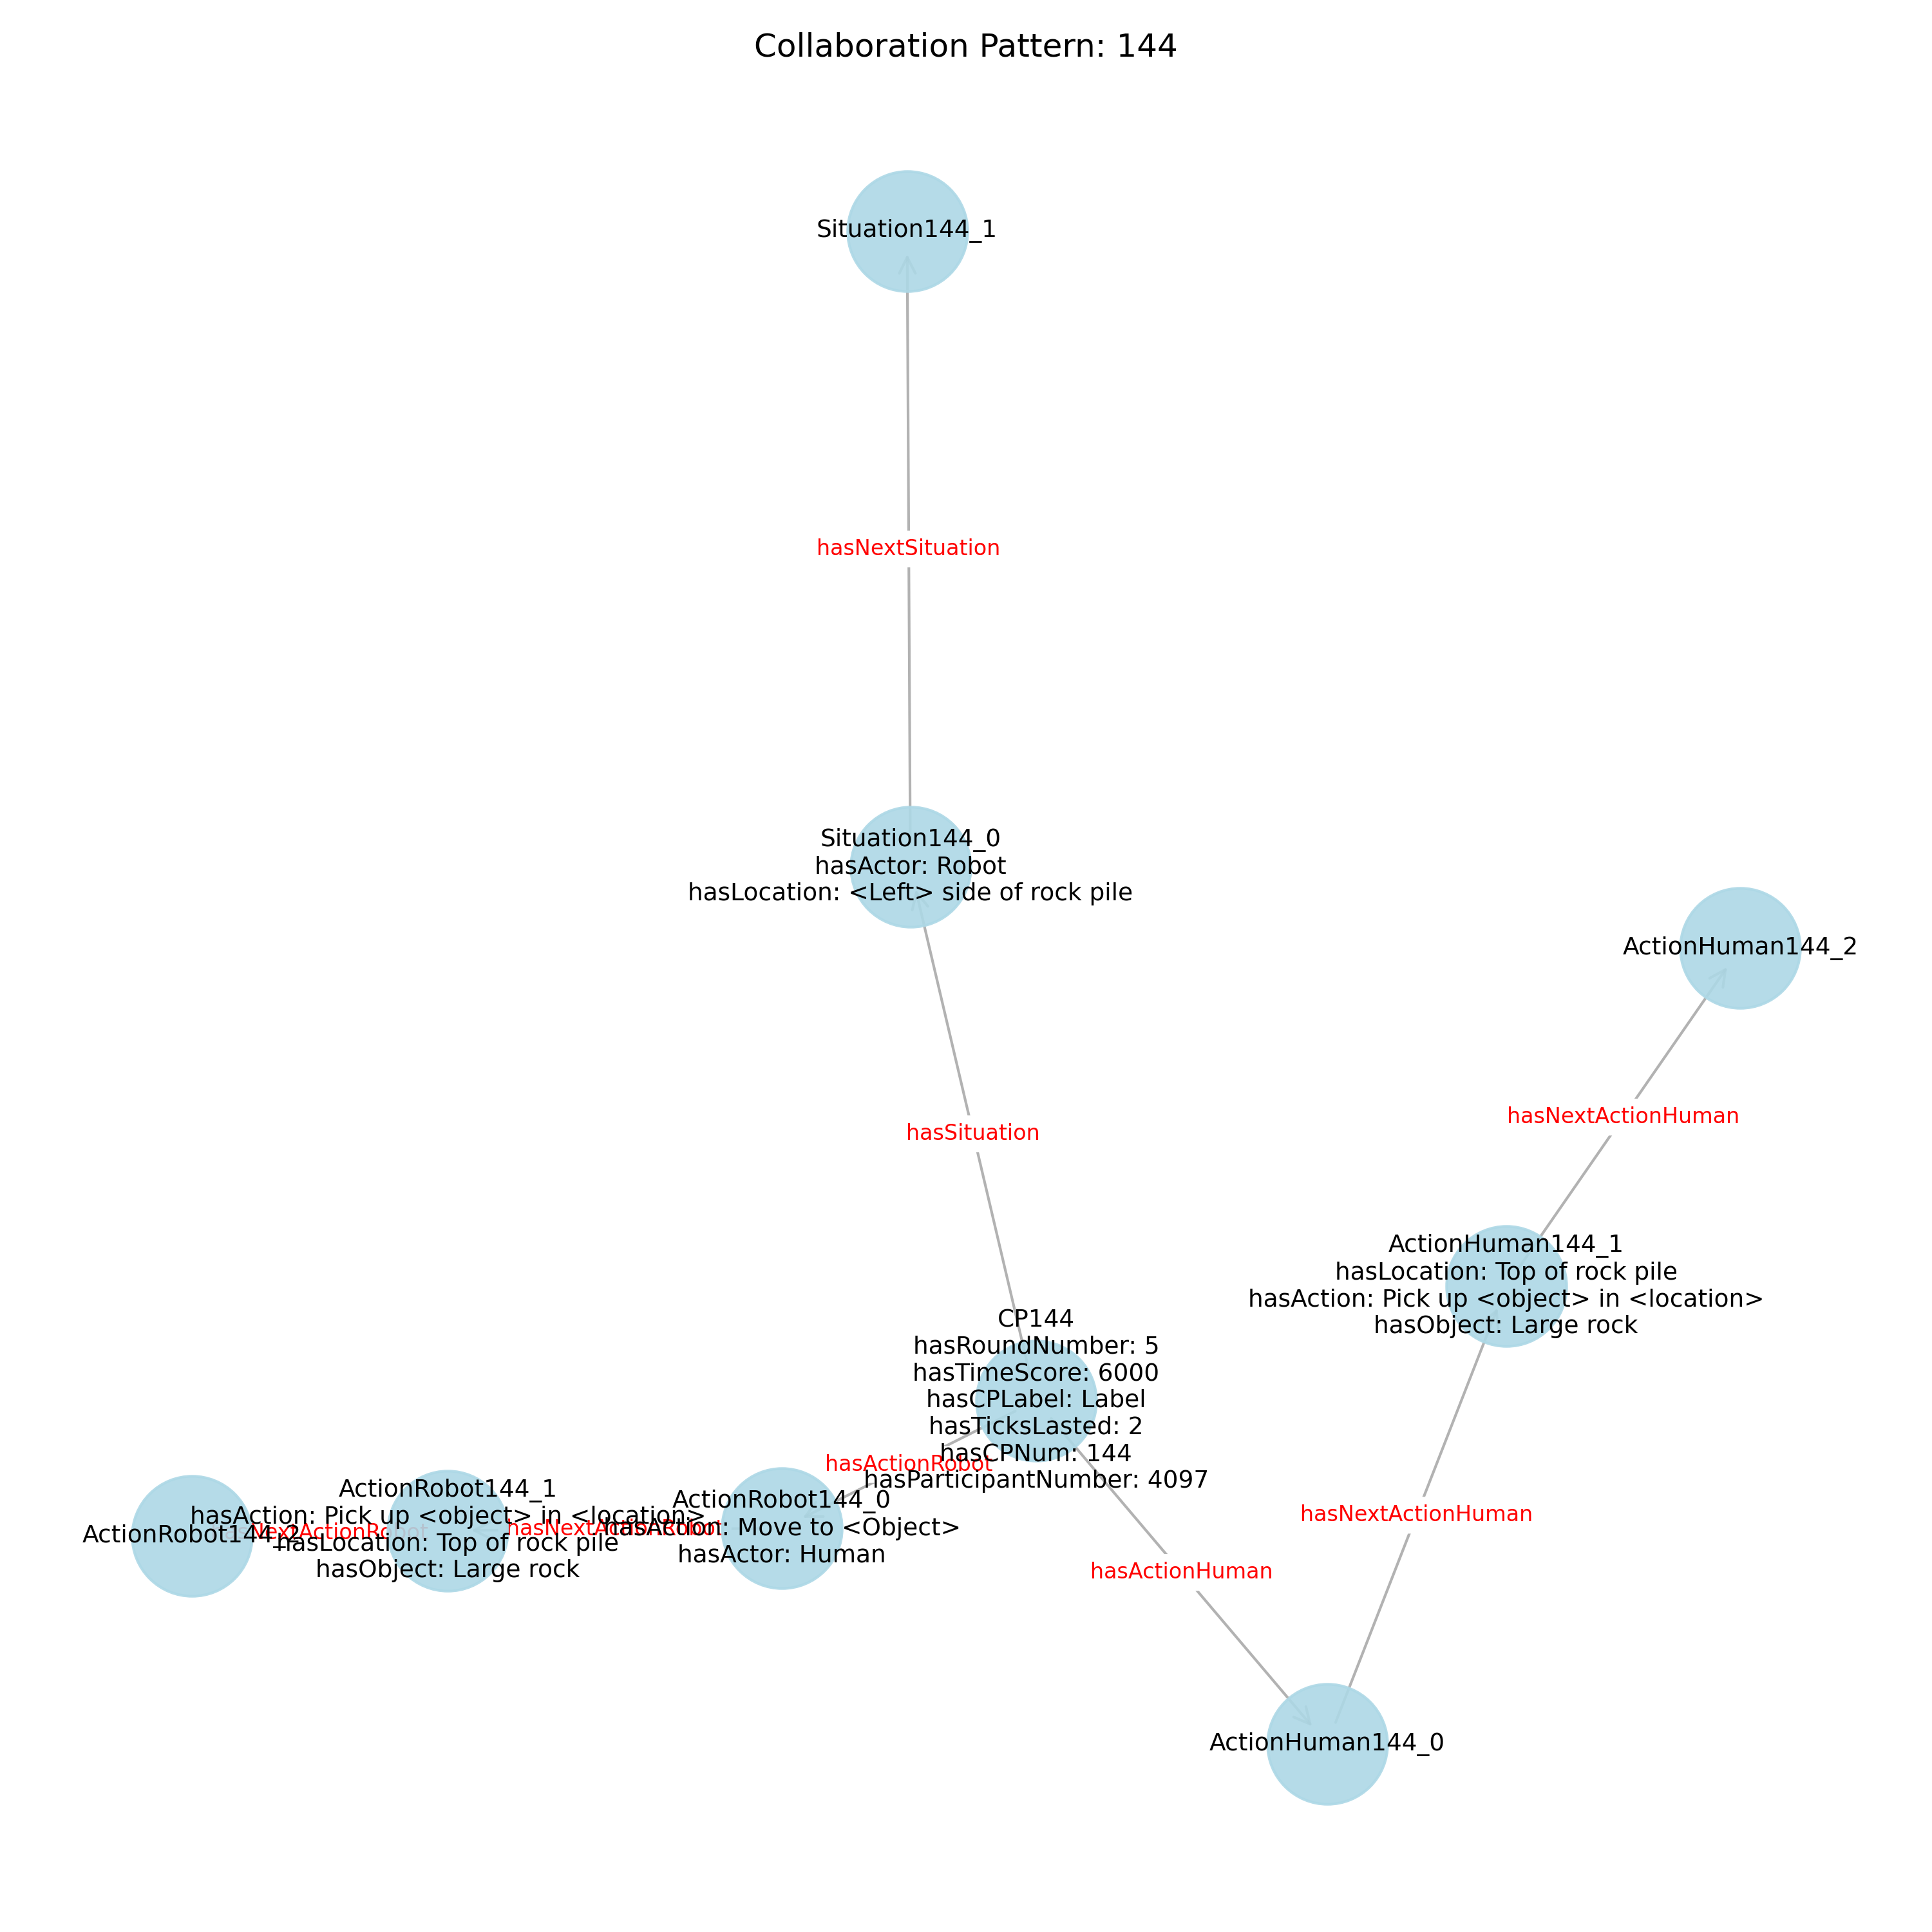 Collaboration Pattern: 144
Situation144_1
hasNextSituation
Situation144_0
hasActor: Robot
hasLocation: <Left> side of rock pile
ActionHuman144_2
hasNextActionHuman
hasSituation
ActionHuman144_1
hasLocation: Top of rock pile
hasAction: Pick up <object> in <location>
hasObject: Large rock
CP144
hasRoundNumber: 5
hasTimeScore: 6000
hasCPLabel: Label
hasTicksLasted: 2
hasCPNum: 144
hasParticipantNumber: 4097
hasActionRobot
ActionRobot144_0
hasAction: Move to <Object>
hasActor: Human
hasNextActionRobot
ActionRobot144_1
hasAction: Pick up <object> in <location>
hasLocation: Top of rock pile
hasObject: Large rock
hasNextActionRobot
ActionRobot144_2
hasNextActionHuman
hasActionHuman
ActionHuman144_0